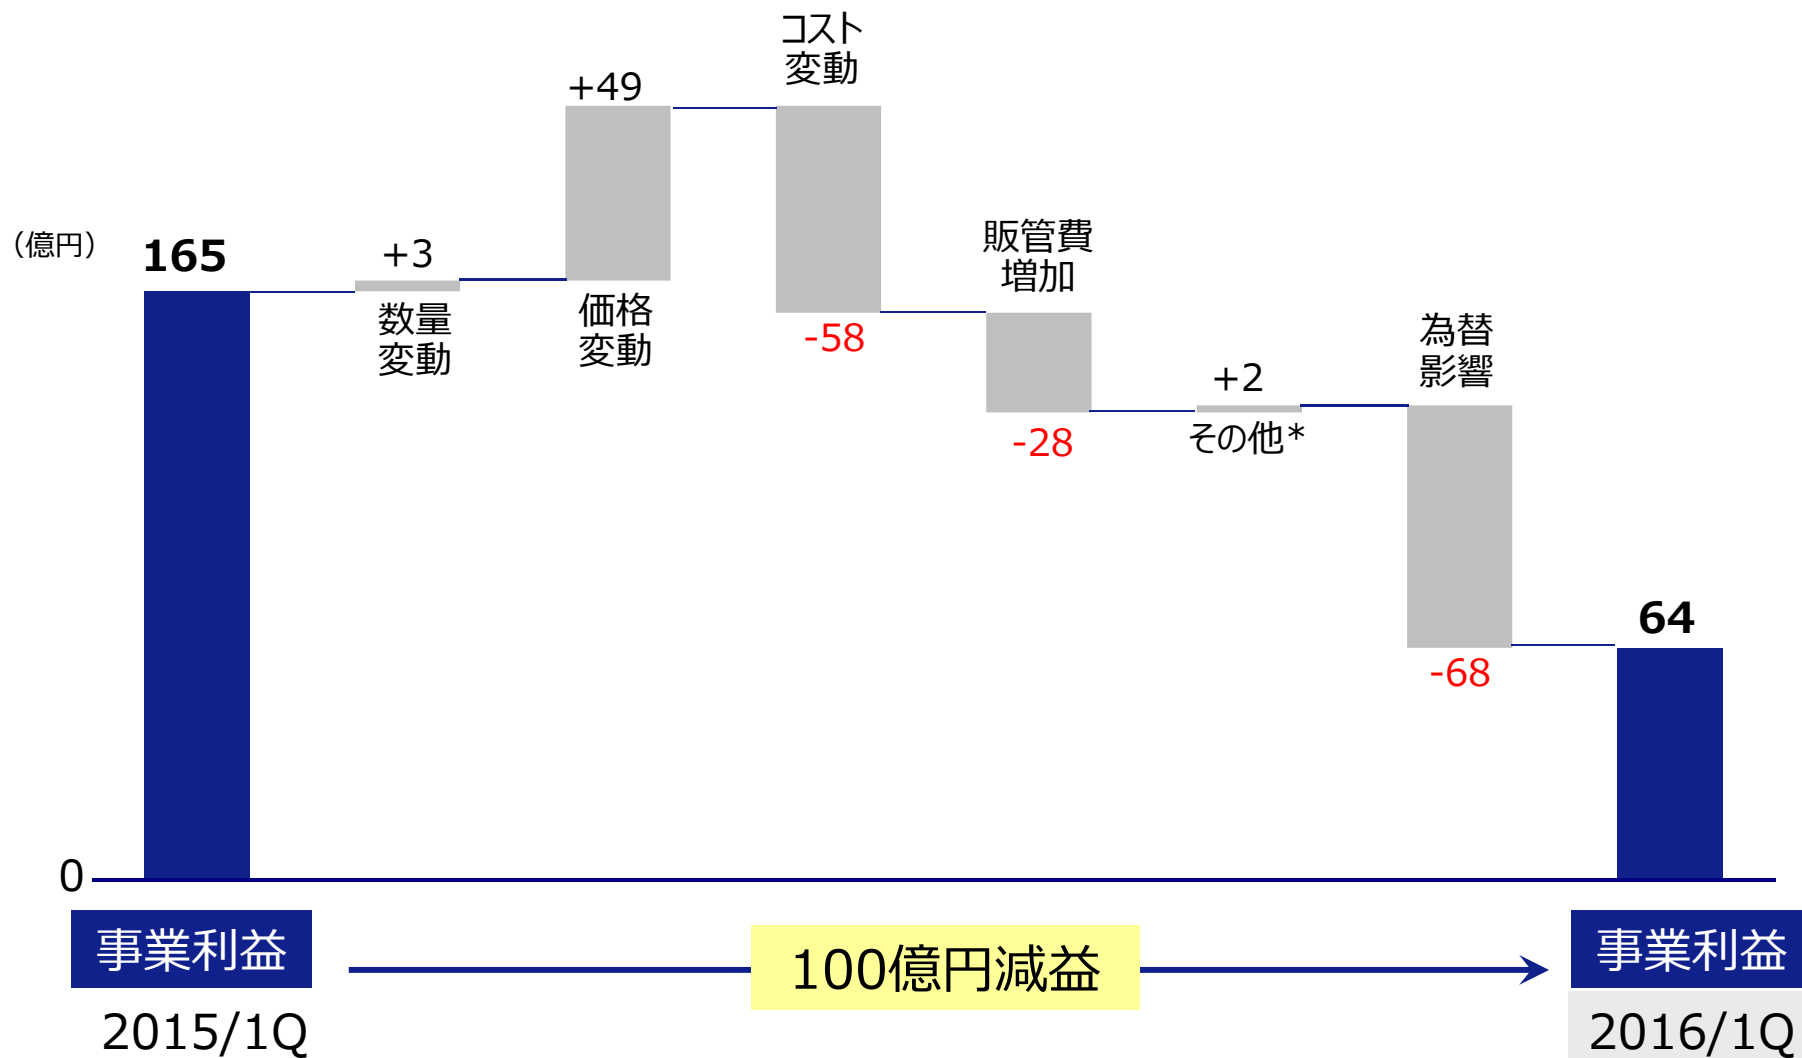 コスト
変動
+49
（億円）
165
+3
数量
変動
価格
変動
-58
販管費
増加
-28
+2
その他*
為替
影響
-68
64
0
事業利益
100億円減益
事業利益
2015/1Q
2016/1Q